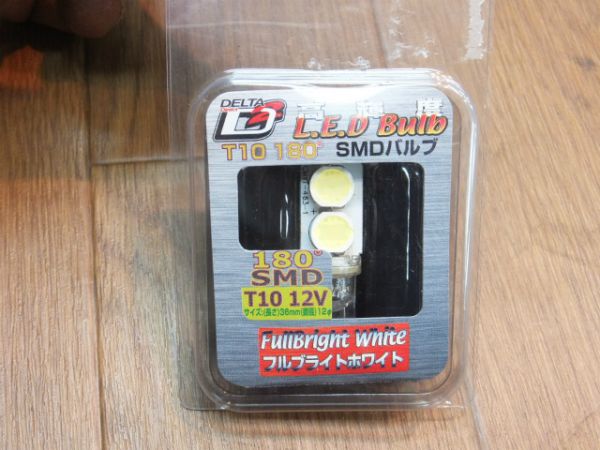 DELTA
Direct
D2
高輝度
L.E.D Bulb
T10 180° SMDバルブ
180°
SMD
T10 12V
サイズ:(長さ)36mm(直径)12φ
FullBright White
フルブライトホワイト